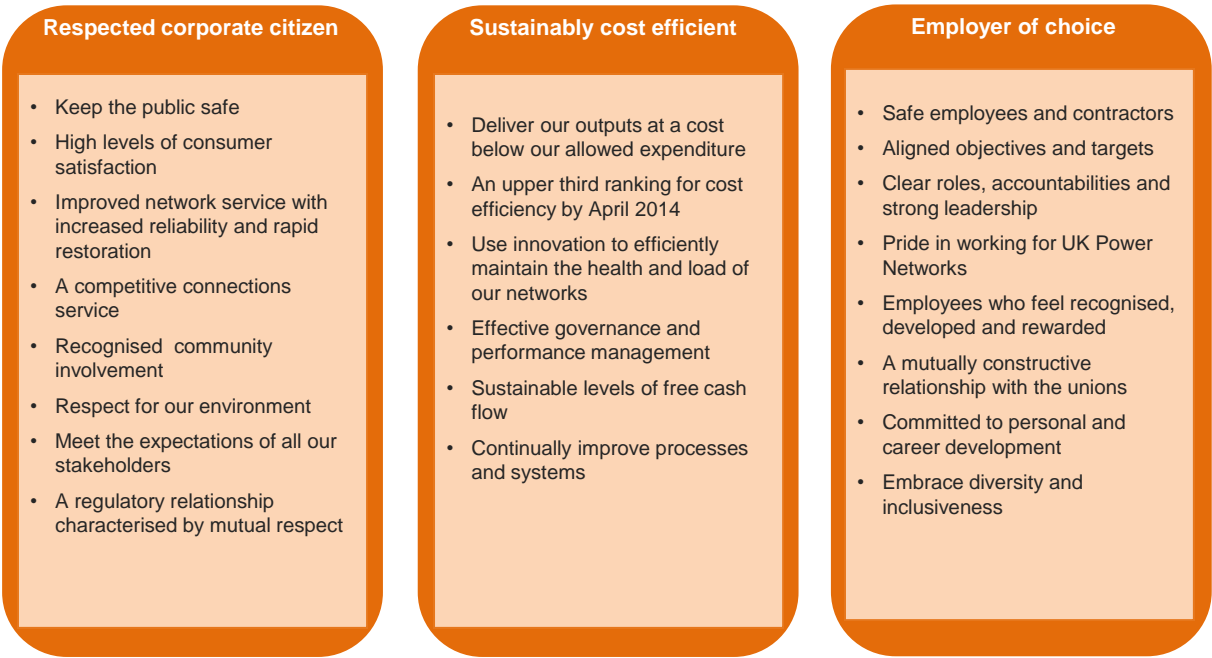 Respected corporate citizen
• Keep the public safe
• High levels of consumer
satisfaction
• Improved network service with
increased reliability and rapid
restoration
• A competitive connections
service
• Recognised community
involvement
• Respect for our environment
• Meet the expectations of all our
stakeholders
• A regulatory relationship
characterised by mutual respect
Sustainably cost efficient
• Deliver our outputs at a cost
below our allowed expenditure
• An upper third ranking for cost
efficiency by April 2014
• Use innovation to efficiently
maintain the health and load of
our networks
• Effective governance and
performance management
• Sustainable levels of free cash
flow
• Continually improve processes
and systems
Employer of choice
• Safe employees and contractors
• Aligned objectives and targets
• Clear roles, accountabilities and
strong leadership
• Pride in working for UK Power
Networks
• Employees who feel recognised,
developed and rewarded
• A mutually constructive
relationship with the unions
• Committed to personal and
career development
• Embrace diversity and
inclusiveness